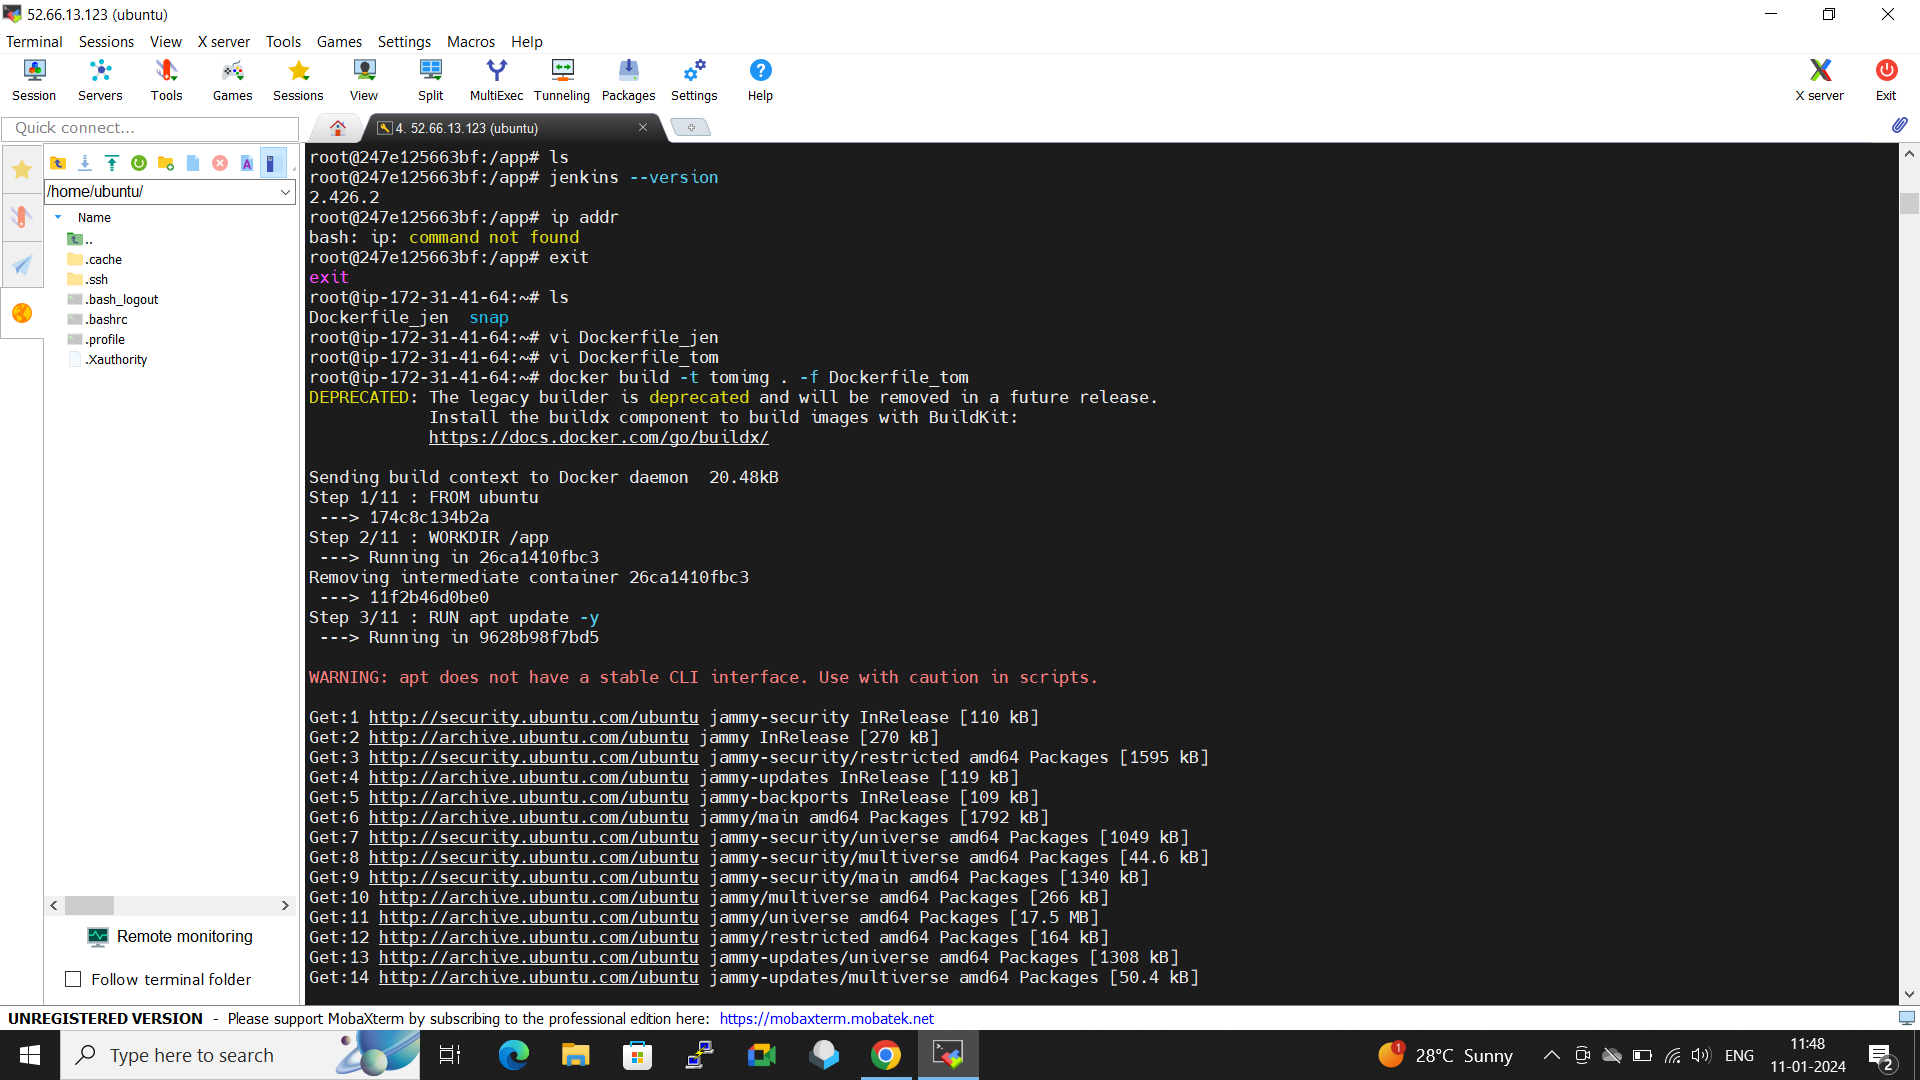 52.66.13.123 (ubuntu)
Terminal Sessions View X server Tools Games Settings Macros Help
Session Servers Tools Games Sessions View Split MultiExec Tunneling Packages Settings Help X server Exit
Quick connect...
4. 52.66.13.123 (ubuntu)
/home/ubuntu/
Name
..
.cache
.ssh
.bash_logout
.bashrc
.profile
.Xauthority
Remote monitoring
Follow terminal folder
root@247e125663bf:/app# ls
root@247e125663bf:/app# jenkins --version
2.426.2
root@247e125663bf:/app# ip addr
bash: ip: command not found
root@247e125663bf:/app# exit
exit
root@ip-172-31-41-64:~# ls
Dockerfile_jen  snap
root@ip-172-31-41-64:~# vi Dockerfile_jen
root@ip-172-31-41-64:~# vi Dockerfile_tom
root@ip-172-31-41-64:~# docker build -t tomimg . -f Dockerfile_tom
DEPRECATED: The legacy builder is deprecated and will be removed in a future release.
Install the buildx component to build images with BuildKit:
https://docs.docker.com/go/buildx/
Sending build context to Docker daemon  20.48kB
Step 1/11 : FROM ubuntu
---> 174c8c134b2a
Step 2/11 : WORKDIR /app
---> Running in 26ca1410fbc3
Removing intermediate container 26ca1410fbc3
---> 11f2b46d0be0
Step 3/11 : RUN apt update -y
---> Running in 9628b98f7bd5
WARNING: apt does not have a stable CLI interface. Use with caution in scripts.
Get:1 http://security.ubuntu.com/ubuntu jammy-security InRelease [110 kB]
Get:2 http://archive.ubuntu.com/ubuntu jammy InRelease [270 kB]
Get:3 http://security.ubuntu.com/ubuntu jammy-security/restricted amd64 Packages [1595 kB]
Get:4 http://archive.ubuntu.com/ubuntu jammy-updates InRelease [119 kB]
Get:5 http://archive.ubuntu.com/ubuntu jammy-backports InRelease [109 kB]
Get:6 http://archive.ubuntu.com/ubuntu jammy/main amd64 Packages [1792 kB]
Get:7 http://security.ubuntu.com/ubuntu jammy-security/universe amd64 Packages [1049 kB]
Get:8 http://security.ubuntu.com/ubuntu jammy-security/multiverse amd64 Packages [44.6 kB]
Get:9 http://security.ubuntu.com/ubuntu jammy-security/main amd64 Packages [1340 kB]
Get:10 http://archive.ubuntu.com/ubuntu jammy/multiverse amd64 Packages [266 kB]
Get:11 http://archive.ubuntu.com/ubuntu jammy/universe amd64 Packages [17.5 MB]
Get:12 http://archive.ubuntu.com/ubuntu jammy/restricted amd64 Packages [164 kB]
Get:13 http://archive.ubuntu.com/ubuntu jammy-updates/universe amd64 Packages [1308 kB]
Get:14 http://archive.ubuntu.com/ubuntu jammy-updates/multiverse amd64 Packages [50.4 kB]
UNREGISTERED VERSION - Please support MobaXterm by subscribing to the professional edition here: https://mobaxterm.mobatek.net
Type here to search
1
28°C Sunny
ENG
11:48
11-01-2024
2